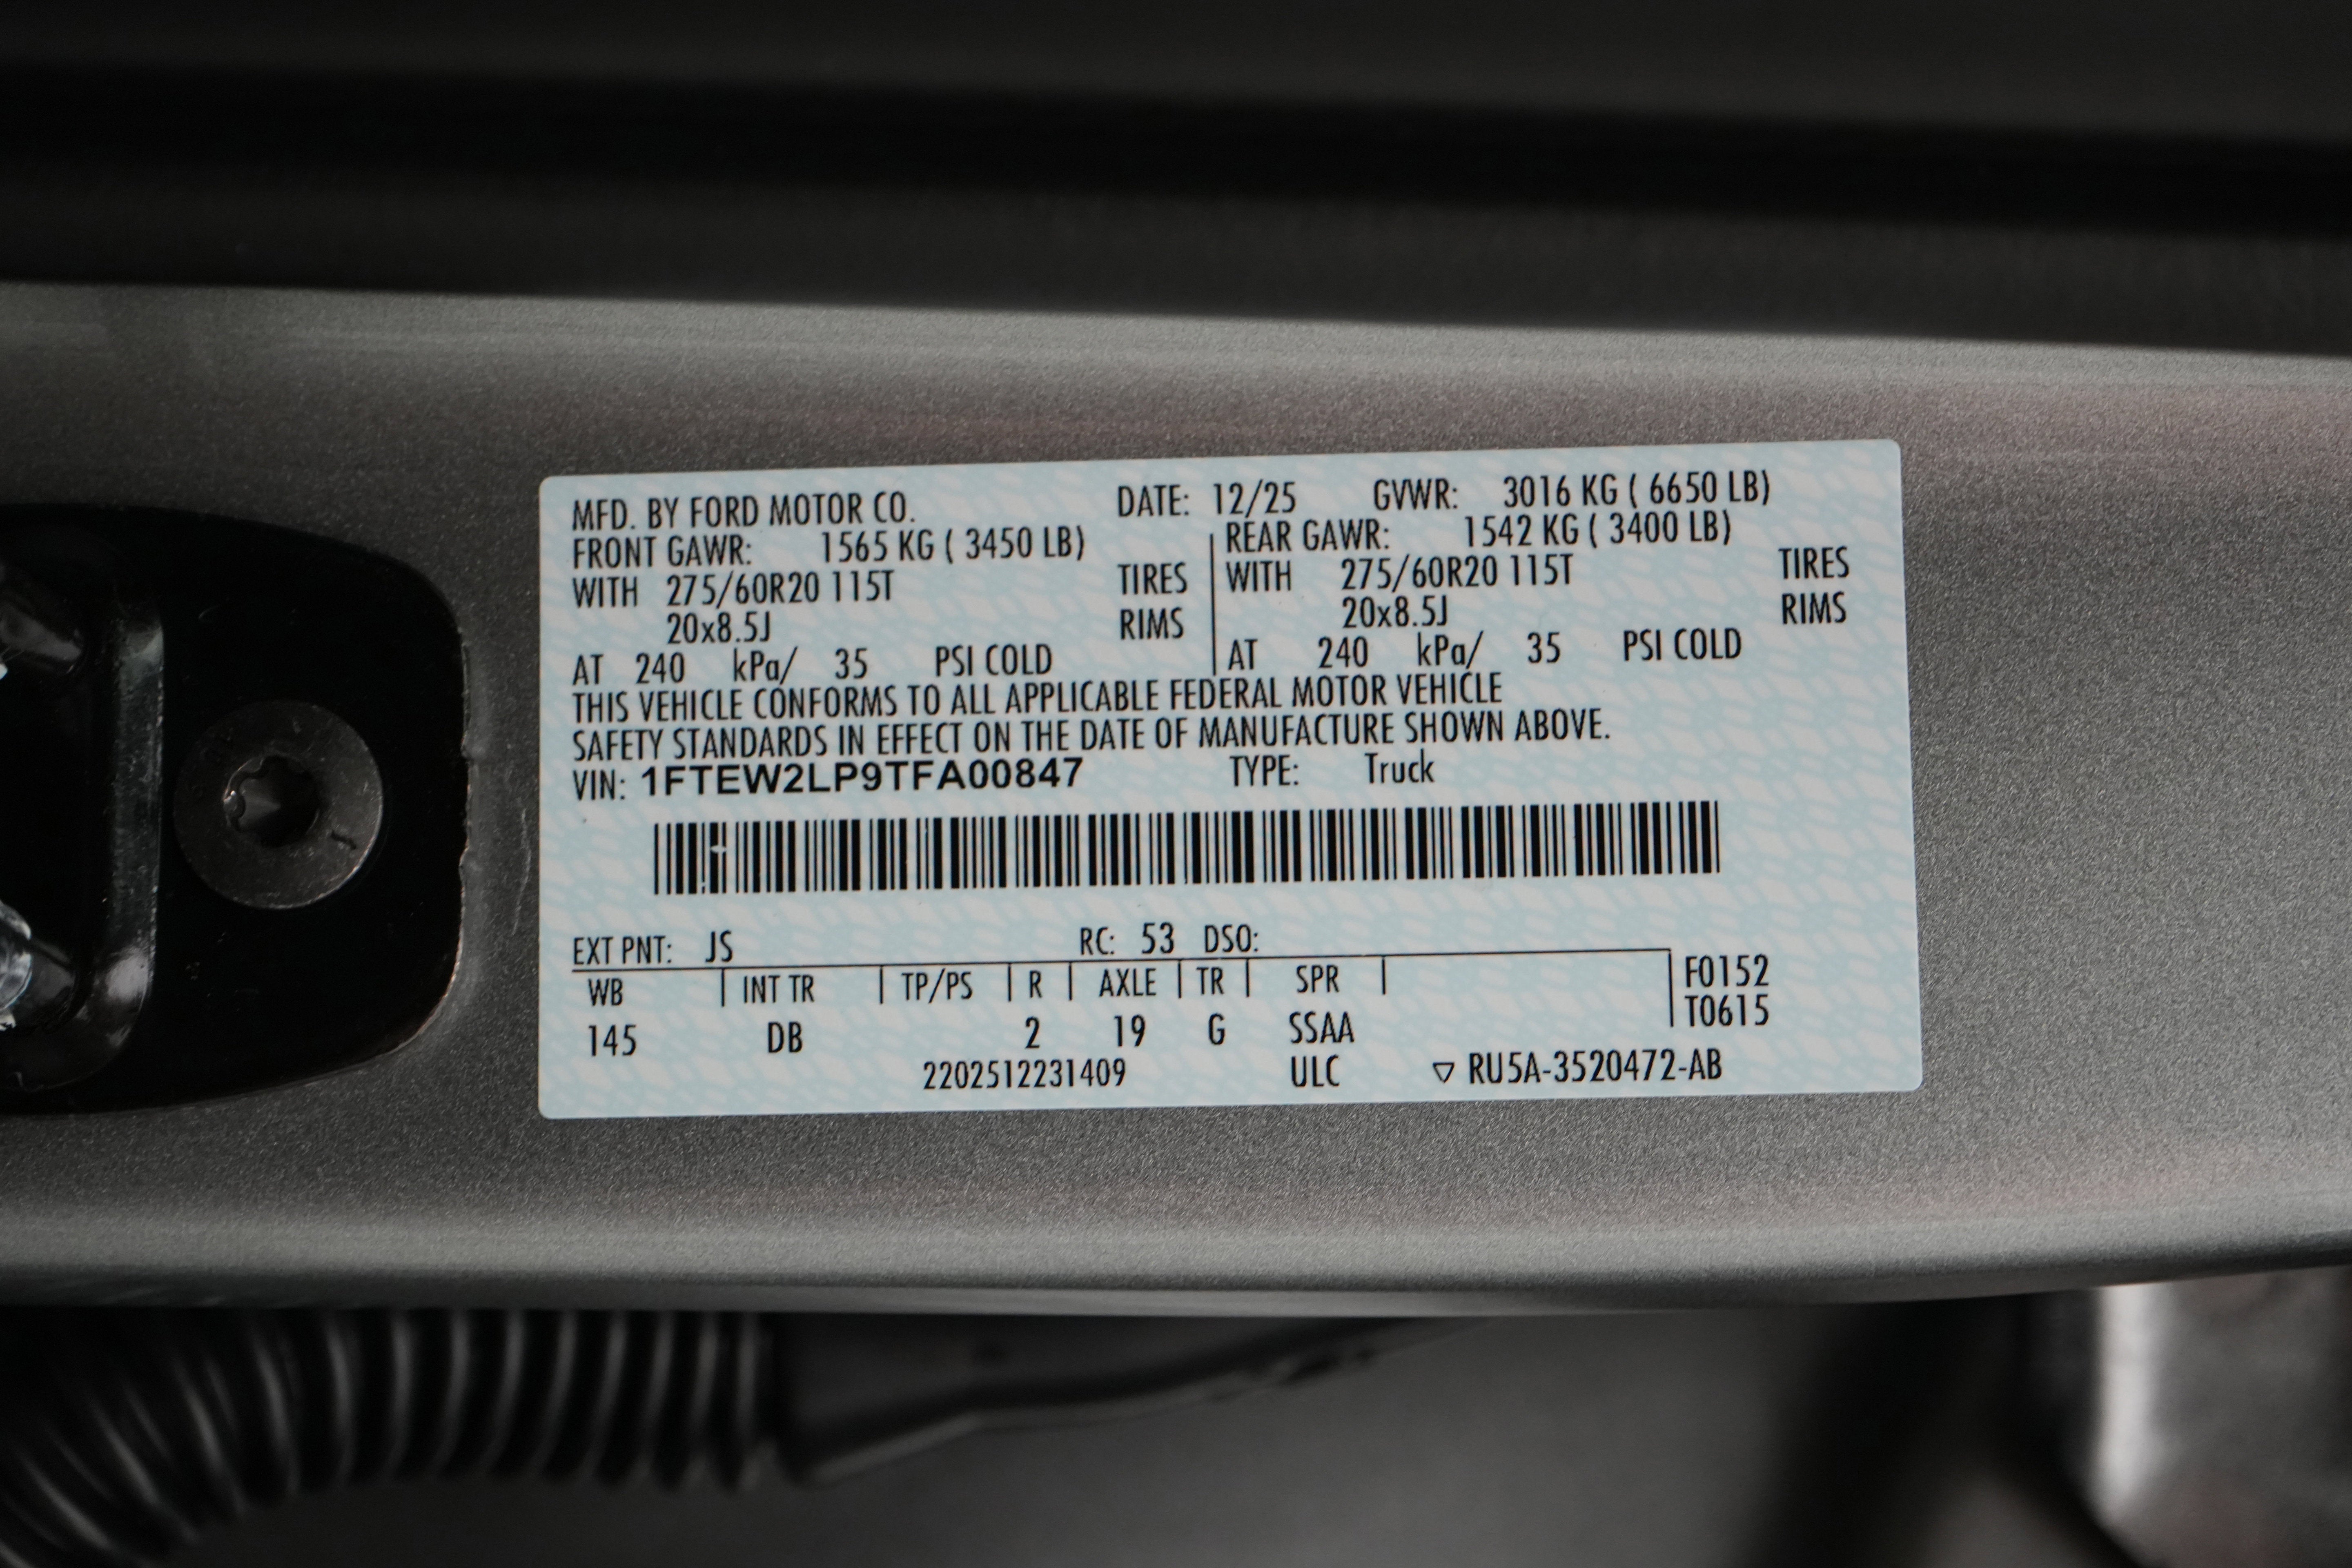 MFD. BY FORD MOTOR CO. DATE: 12/25 GVWR: 3016 KG ( 6650 LB)
FRONT GAWR: 1565 KG ( 3450 LB) REAR GAWR: 1542 KG ( 3400 LB)
WITH 275/60R20 115T TIRES WITH 275/60R20 115T TIRES
20x8.5J RIMS 20x8.5J RIMS
AT 240 kPa/ 35 PSI COLD AT 240 kPa/ 35 PSI COLD
THIS VEHICLE CONFORMS TO ALL APPLICABLE FEDERAL MOTOR VEHICLE
SAFETY STANDARDS IN EFFECT ON THE DATE OF MANUFACTURE SHOWN ABOVE.
VIN: 1FTEW2LP9TFA00847 TYPE: Truck
EXT PNT: JS RC: 53 DSO:
WB INT TR TP/PS R AXLE TR SPR F0152
T0615
145 DB 2 19 G SSAA
2202512231409 ULC ▽ RU5A-3520472-AB